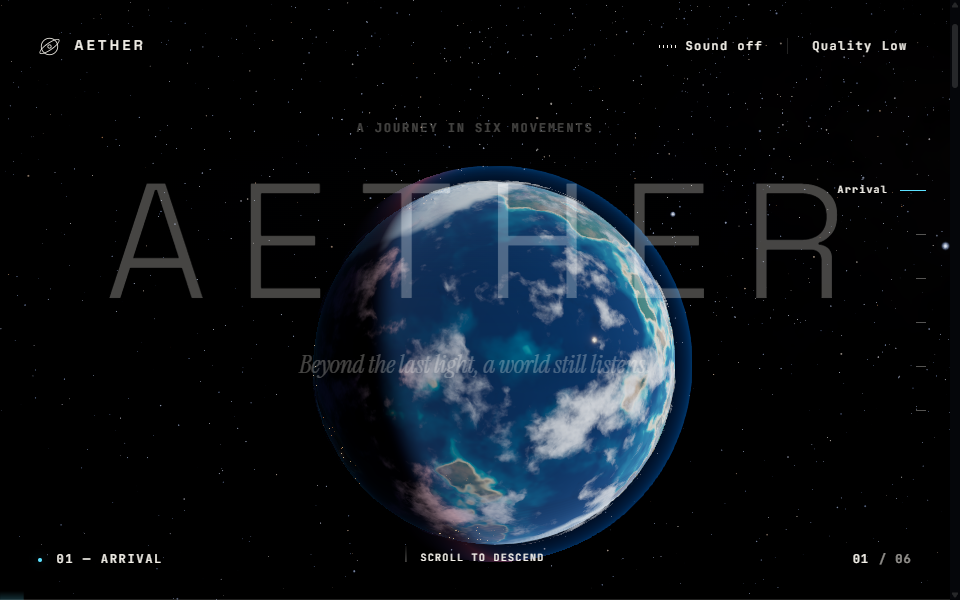 AETHER
Sound off
Quality Low
A JOURNEY IN SIX MOVEMENTS
AETHER
Arrival
Beyond the last light, a world still listens.
01 — ARRIVAL
SCROLL TO DESCEND
01 / 06